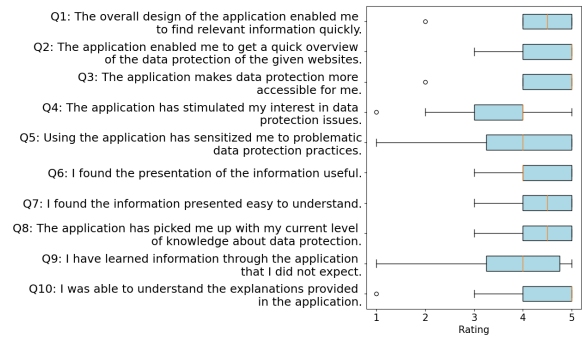 Q1: The overall design of the application enabled me
to find relevant information quickly.
Q2: The application enabled me to get a quick overview
of the data protection of the given websites.
Q3: The application makes data protection more
accessible for me.
Q4: The application has stimulated my interest in data
protection issues.
Q5: Using the application has sensitized me to problematic
data protection practices.
Q6: I found the presentation of the information useful.
Q7: I found the information presented easy to understand.
Q8: The application has picked me up with my current level
of knowledge about data protection.
Q9: I have learned information through the application
that I did not expect.
Q10: I was able to understand the explanations provided
in the application.
1 2 3 4 5
Rating